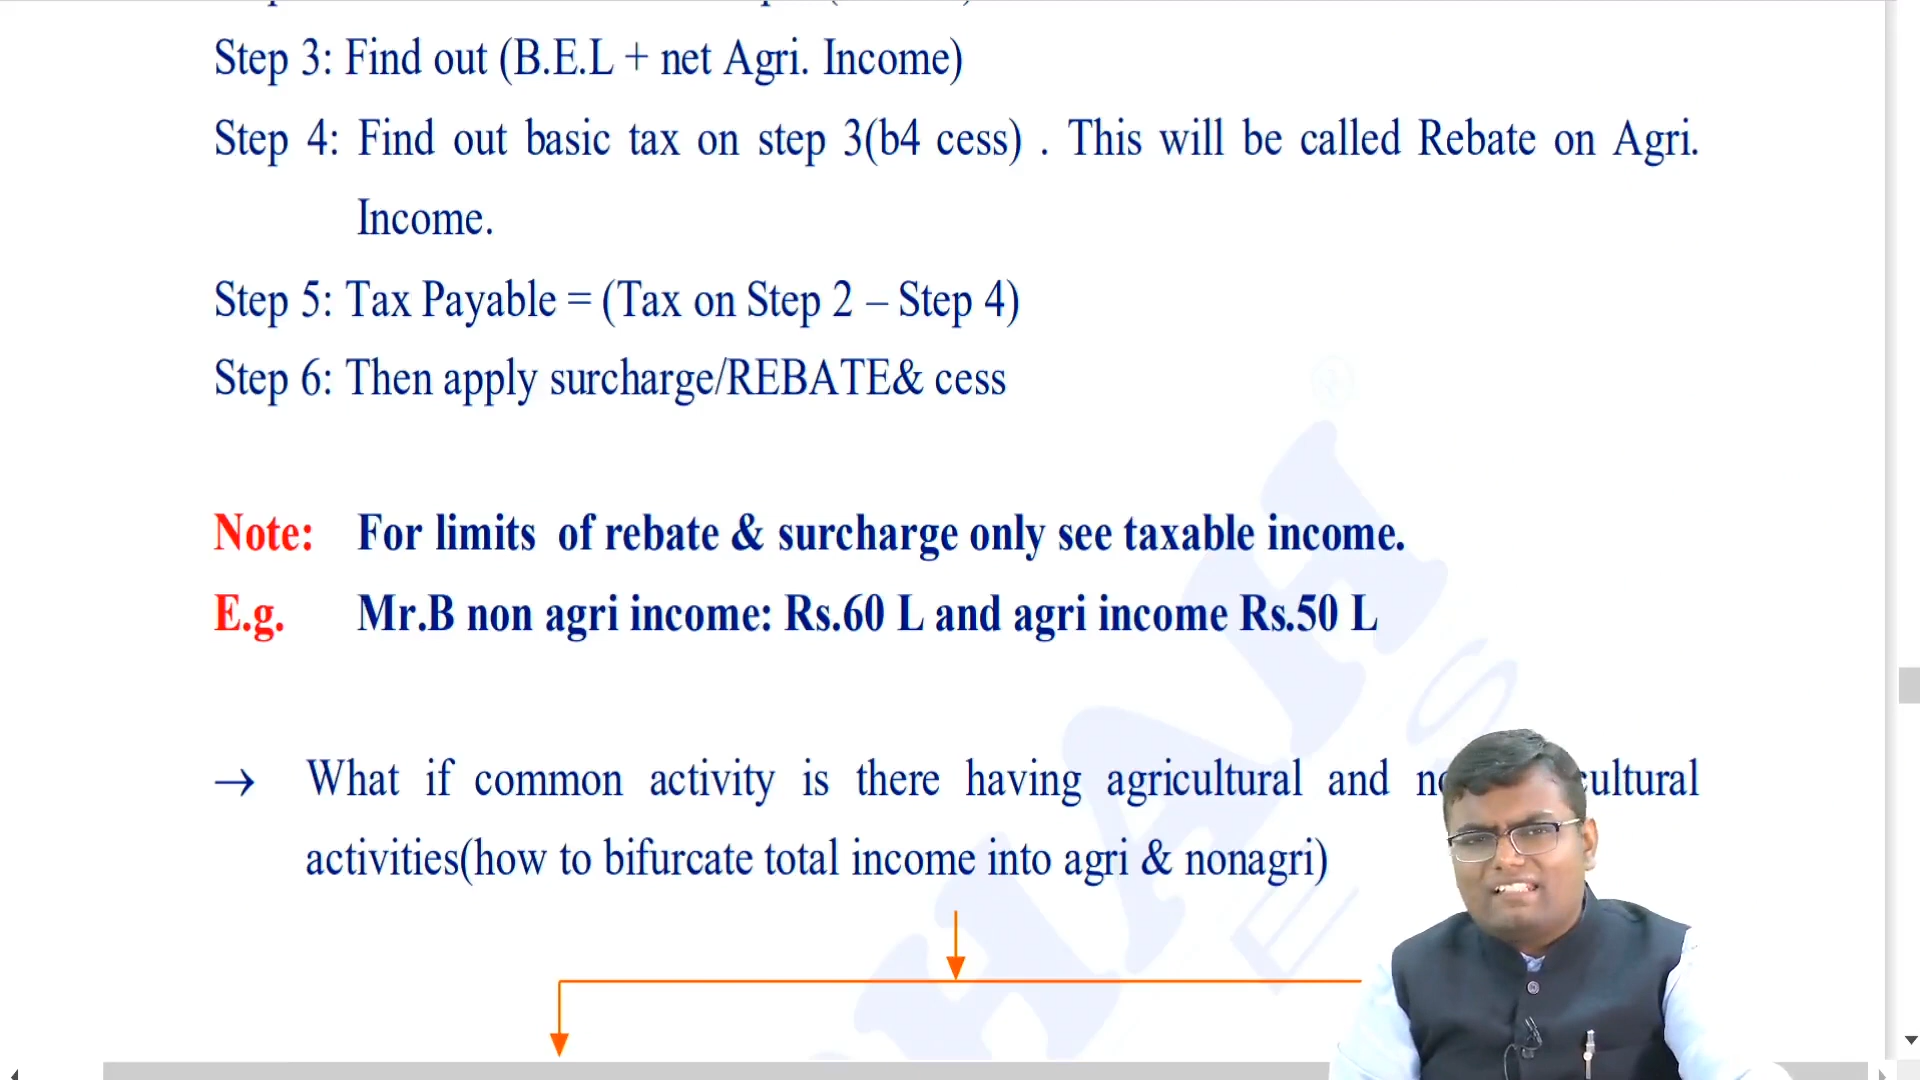 Step 3: Find out (B.E.L + net Agri. Income)
Step 4: Find out basic tax on step 3(b4 cess) . This will be called Rebate on Agri.
Income.
Step 5: Tax Payable = (Tax on Step 2 – Step 4)
Step 6: Then apply surcharge/REBATE& cess
Note: For limits of rebate & surcharge only see taxable income.
E.g. Mr.B non agri income: Rs.60 L and agri income Rs.50 L
→ What if common activity is there having agricultural and
activities(how to bifurcate total income into agri & nonagri)